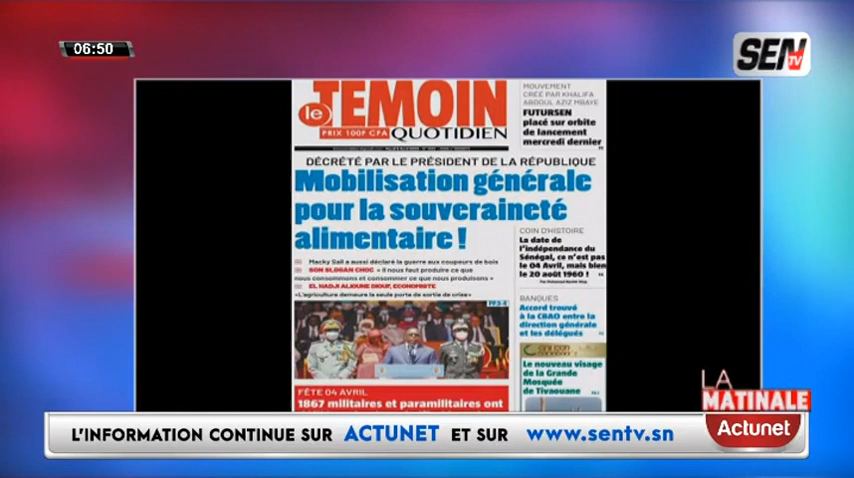 06:50
SEN TV
le TEMOIN
PRIX 100F CFA QUOTIDIEN
MOUVEMENT
CRÉÉ PAR KHALIFA
ABDOUL AZIZ MBAYE
FUTURSEN
placé sur orbite
de lancement
mercredi dernier
DÉCRÉTÉ PAR LE PRÉSIDENT DE LA RÉPUBLIQUE
Mobilisation générale
pour la souveraineté
alimentaire !
Macky Sall a aussi déclaré la guerre aux coupeurs de bois
SON SLOGAN CHOC « Il nous faut produire ce que
nous consommons et consommer ce que nous produisons »
EL HADJI ALIOUNE DIOUF, ECONOMISTE
«L'agriculture demeure la seule porte de sortie de crise»
COIN D'HISTOIRE
La date de
l'indépendance du
Sénégal, ce n'est pas
le 04 Avril, mais bien
le 20 août 1960 !
BANQUES
Accord trouvé
à la CBAO entre la
direction générale
et les délégués
Le nouveau visage
de la Grande
Mosquée
de Tivaouane
FÊTE 04 AVRIL
1867 militaires et paramilitaires ont
LA
MATINALE
Actunet
L'INFORMATION CONTINUE SUR ACTUNET ET SUR www.sentv.sn